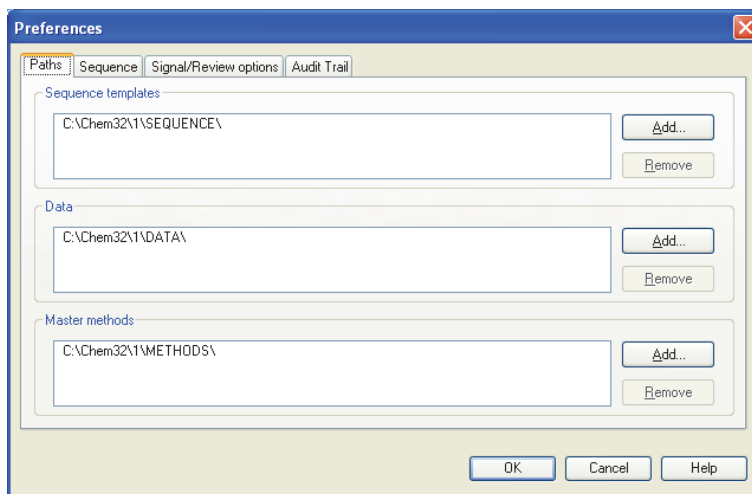 Preferences
Paths Sequence Signal/Review options Audit Trail
Sequence templates
C:\Chem32\1\SEQUENCE\
Add...
Remove
Data
C:\Chem32\1\DATA\
Add...
Remove
Master methods
C:\Chem32\1\METHODS\
Add...
Remove
OK Cancel Help